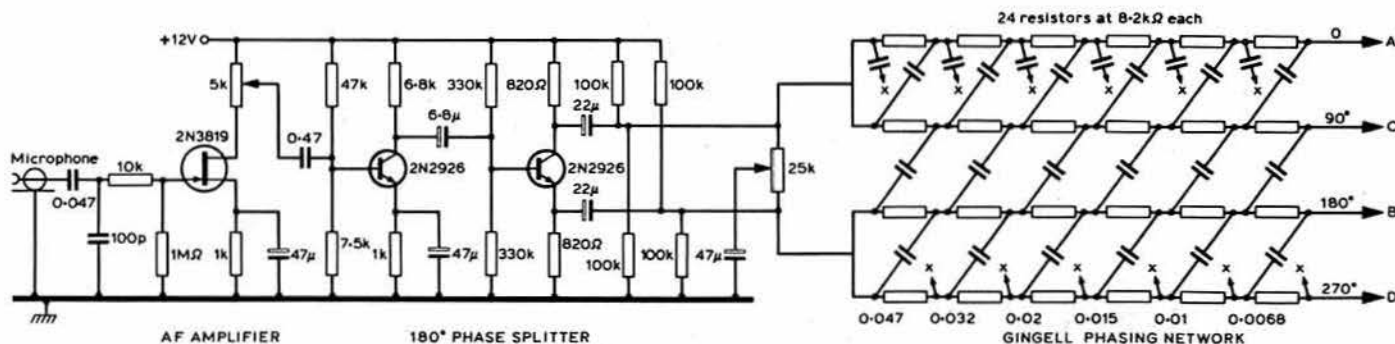 24 resistors at 8·2kΩ each
+12V
0
A
5k
47k
6·8k
330k
820Ω
100k
100k
22μ
6·8μ
x
x
x
x
x
x
2N3819
0·47
90°
C
Microphone
10k
2N2926
2N2926
25k
0·047
22μ
180°
B
100p
1MΩ
1k
47μ
7·5k
1k
47μ
330k
820Ω
100k
100k
47μ
x
x
x
x
x
x
270°
D
0·047
0·032
0·02
0·015
0·01
0·0068
AF AMPLIFIER
180° PHASE SPLITTER
GINGELL PHASING NETWORK